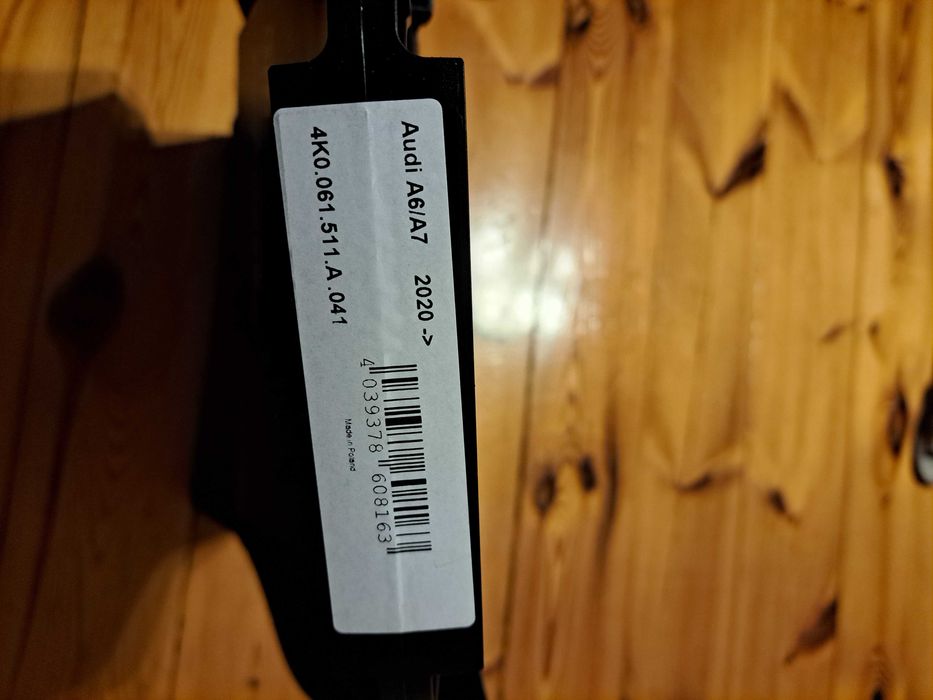 Audi A6/A7 2020 ->
4K0.061.511.A .041
4 039378 608163
Made in Poland